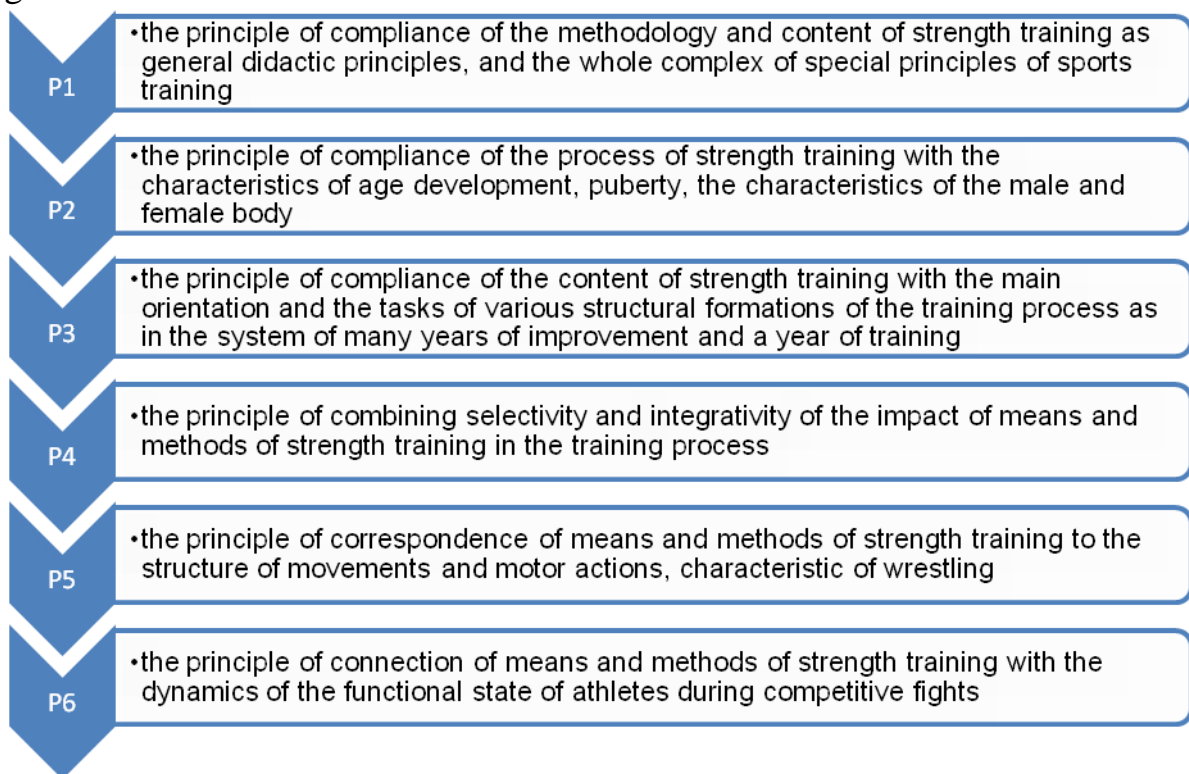 P1
•the principle of compliance of the methodology and content of strength training as
general didactic principles, and the whole complex of special principles of sports
training
P2
•the principle of compliance of the process of strength training with the
characteristics of age development, puberty, the characteristics of the male and
female body
P3
•the principle of compliance of the content of strength training with the main
orientation and the tasks of various structural formations of the training process as
in the system of many years of improvement and a year of training
P4
•the principle of combining selectivity and integrativity of the impact of means and
methods of strength training in the training process
P5
•the principle of correspondence of means and methods of strength training to the
structure of movements and motor actions, characteristic of wrestling
P6
•the principle of connection of means and methods of strength training with the
dynamics of the functional state of athletes during competitive fights